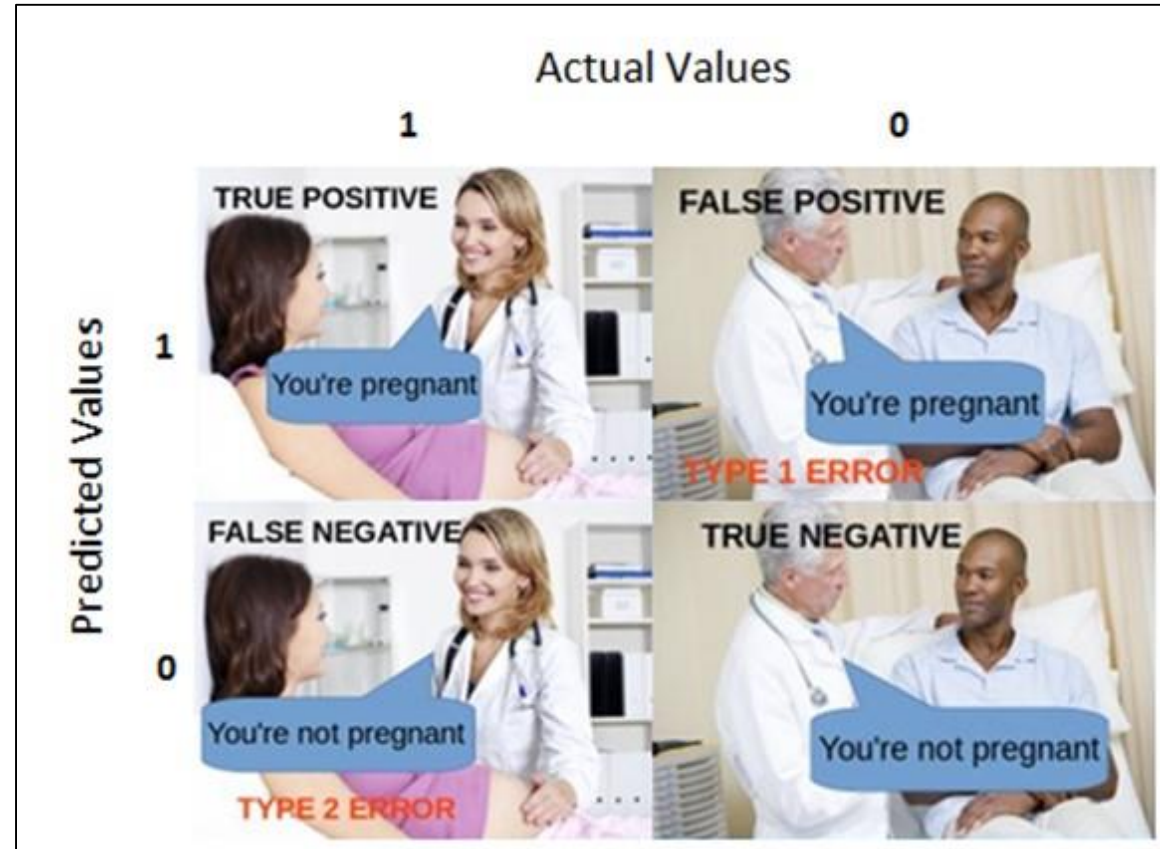 Actual Values
1
0
TRUE POSITIVE
FALSE POSITIVE
Predicted Values
1
You're pregnant
You're pregnant
TYPE 1 ERROR
FALSE NEGATIVE
TRUE NEGATIVE
0
You're not pregnant
You're not pregnant
TYPE 2 ERROR